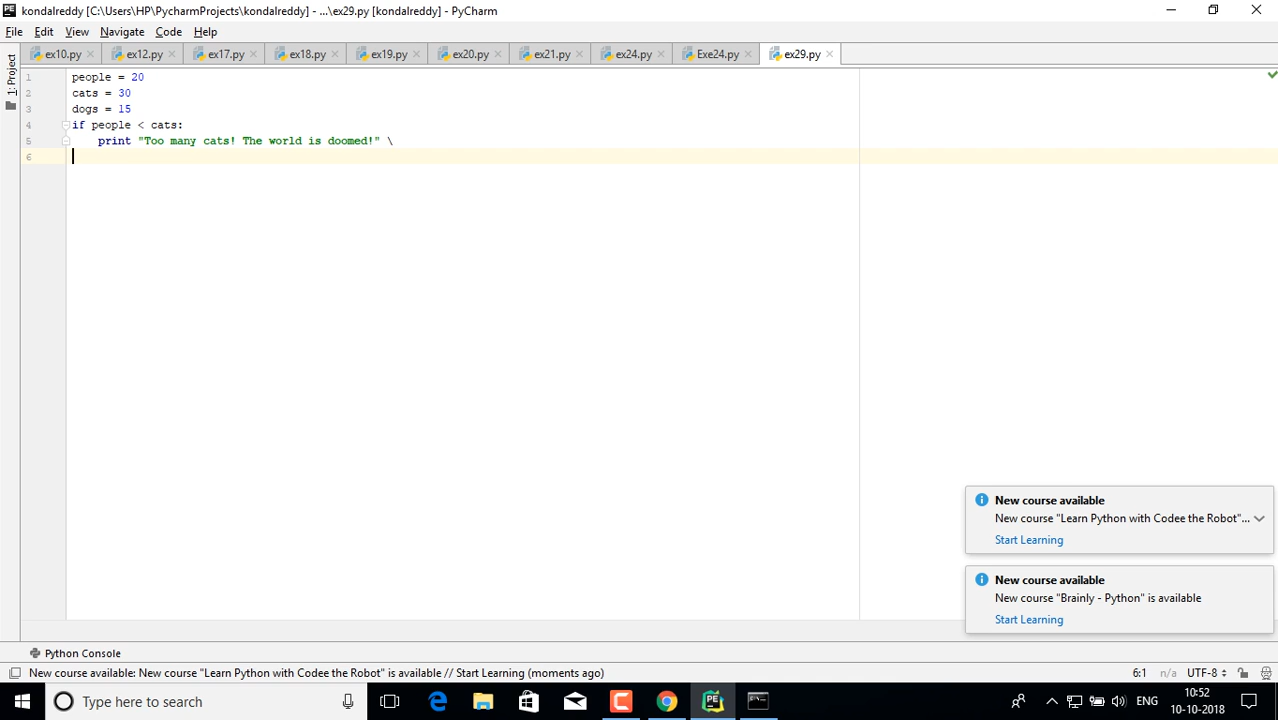 kondalreddy [C:\Users\HP\PycharmProjects\kondalreddy] - ...\ex29.py [kondalreddy] - PyCharm
File Edit View Navigate Code Help
ex10.py ex12.py ex17.py ex18.py ex19.py ex20.py ex21.py ex24.py Exe24.py ex29.py
1: Project
1 people = 20
2 cats = 30
3 dogs = 15
4 if people < cats:
5 print "Too many cats! The world is doomed!" \
6
New course available
New course "Learn Python with Codee the Robot"...
Start Learning
New course available
New course "Brainly - Python" is available
Start Learning
Python Console
New course available: New course "Learn Python with Codee the Robot" is available // Start Learning (moments ago) 6:1 n/a UTF-8
Type here to search ENG 10:52
10-10-2018